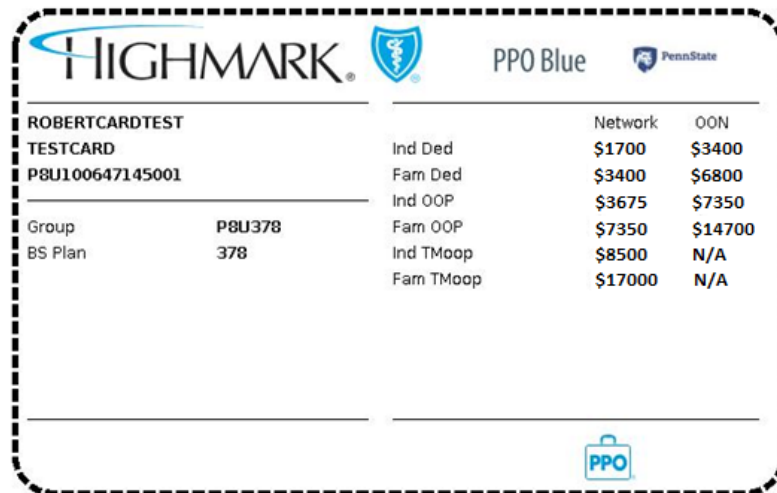 HIGHMARK®
PPO Blue
PennState
ROBERTCARDTEST
TESTCARD
P8U100647145001
Group P8U378
BS Plan 378
Network OON
Ind Ded $1700 $3400
Fam Ded $3400 $6800
Ind OOP $3675 $7350
Fam OOP $7350 $14700
Ind TMoop $8500 N/A
Fam TMoop $17000 N/A
PPO